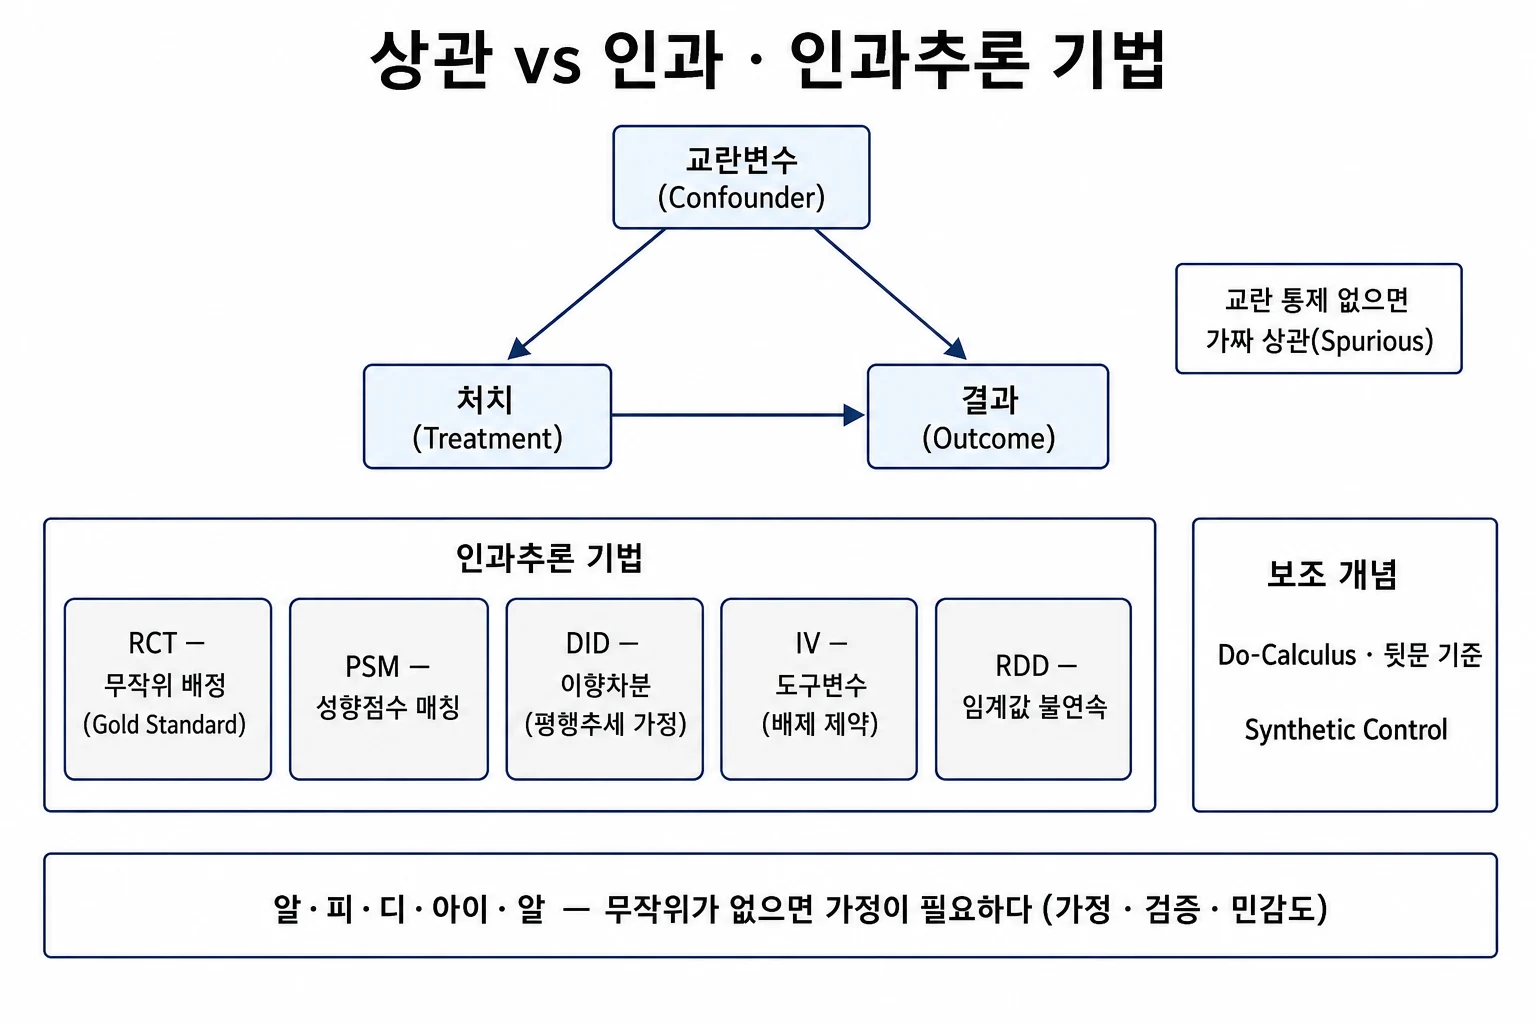 상관 vs 인과 · 인과추론 기법
교란변수
(Confounder)
교란 통제 없으면
가짜 상관(Spurious)
처치
(Treatment)
결과
(Outcome)
인과추론 기법
RCT –
무작위 배정
(Gold Standard)
PSM –
성향점수 매칭
DID –
이향차분
(평행추세 가정)
IV –
도구변수
(배제 제약)
RDD –
임계값 불연속
보조 개념
Do-Calculus · 뒷문 기준
Synthetic Control
알 · 피 · 디 · 아이 · 알 — 무작위가 없으면 가정이 필요하다 (가정 · 검증 · 민감도)